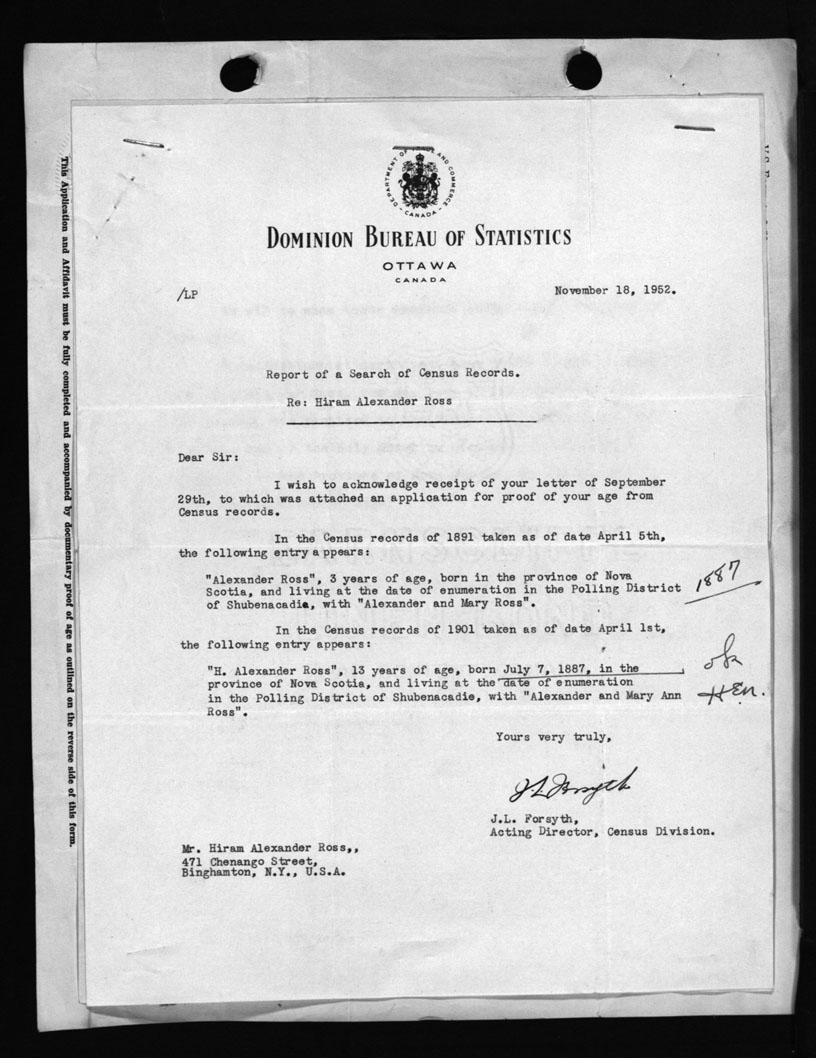 DEPARTMENT OF TRADE AND COMMERCE
- CANADA -
DOMINION BUREAU OF STATISTICS
OTTAWA
CANADA
/LP
November 18, 1952.
Report of a Search of Census Records.
Re: Hiram Alexander Ross
Dear Sir:
I wish to acknowledge receipt of your letter of September
29th, to which was attached an application for proof of your age from
Census records.
In the Census records of 1891 taken as of date April 5th,
the following entry appears:
"Alexander Ross", 3 years of age, born in the province of Nova
Scotia, and living at the date of enumeration in the Polling District
of Shubenacadie, with "Alexander and Mary Ross".
1887
In the Census records of 1901 taken as of date April 1st,
the following entry appears:
"H. Alexander Ross", 13 years of age, born July 7, 1887, in the
province of Nova Scotia, and living at the date of enumeration
in the Polling District of Shubenacadie, with "Alexander and Mary Ann
Ross".
ok
Yours very truly,
J.L. Forsyth
J.L. Forsyth,
Acting Director, Census Division.
Mr. Hiram Alexander Ross,,
471 Chenango Street,
Binghamton, N.Y., U.S.A.
This Application and Affidavit must be fully completed and accompanied by documentary proof of age as outlined on the reverse side of this form.